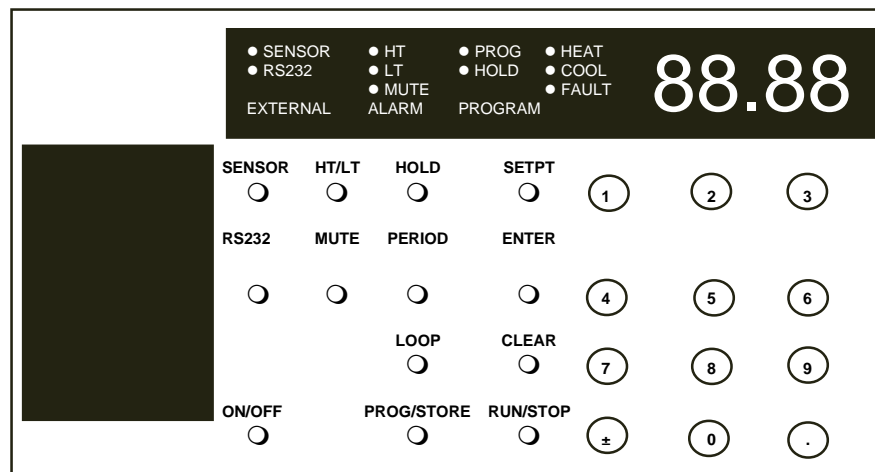 ● SENSOR ● HT ● PROG ● HEAT
● RS232 ● LT ● HOLD ● COOL
● MUTE ● FAULT
EXTERNAL ALARM PROGRAM
88.88
SENSOR HT/LT HOLD SETPT
1 2 3
RS232 MUTE PERIOD ENTER
4 5 6
LOOP CLEAR
7 8 9
ON/OFF PROG/STORE RUN/STOP
± 0 .